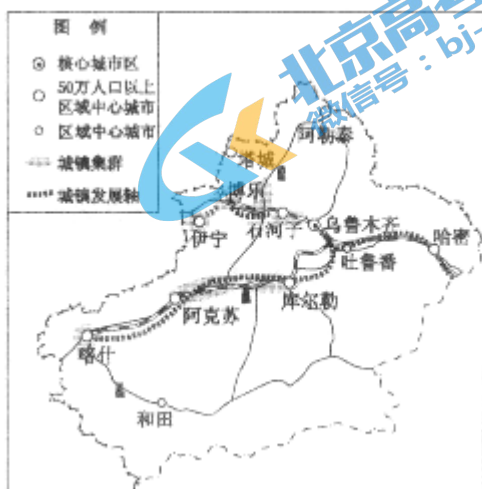 图 例
核心城市区
50万人口以上
区域中心城市
区域中心城市
城镇集群
城镇发展轴
北京高考
微信号：bj-
阿勒泰
塔城
博乐
伊宁
石河子
乌鲁木齐
吐鲁番
哈密
库尔勒
阿克苏
喀什
和田